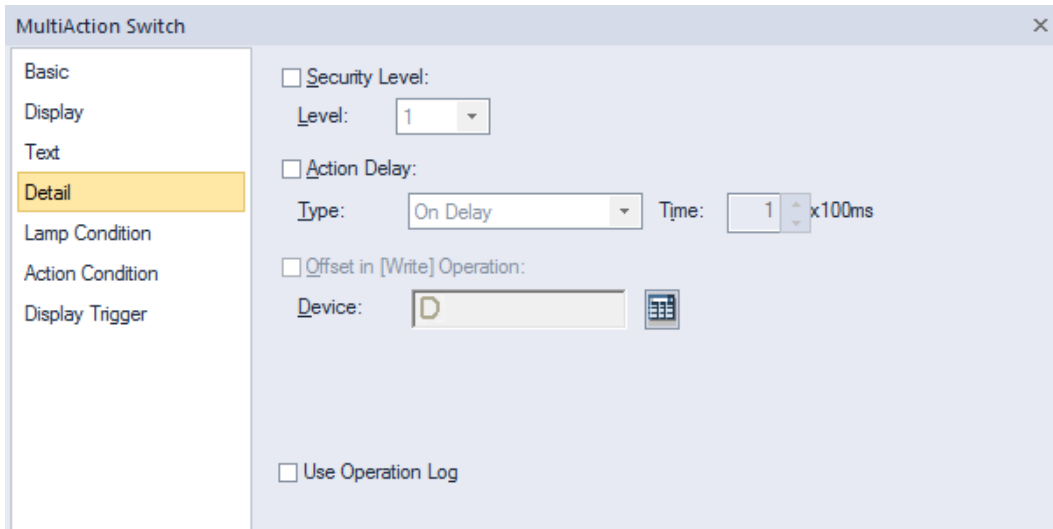 MultiAction Switch
Basic
Display
Text
Detail
Lamp Condition
Action Condition
Display Trigger
Security Level:
Level: 1
Action Delay:
Type: On Delay Time: 1 x100ms
Offset in [Write] Operation:
Device: D
Use Operation Log